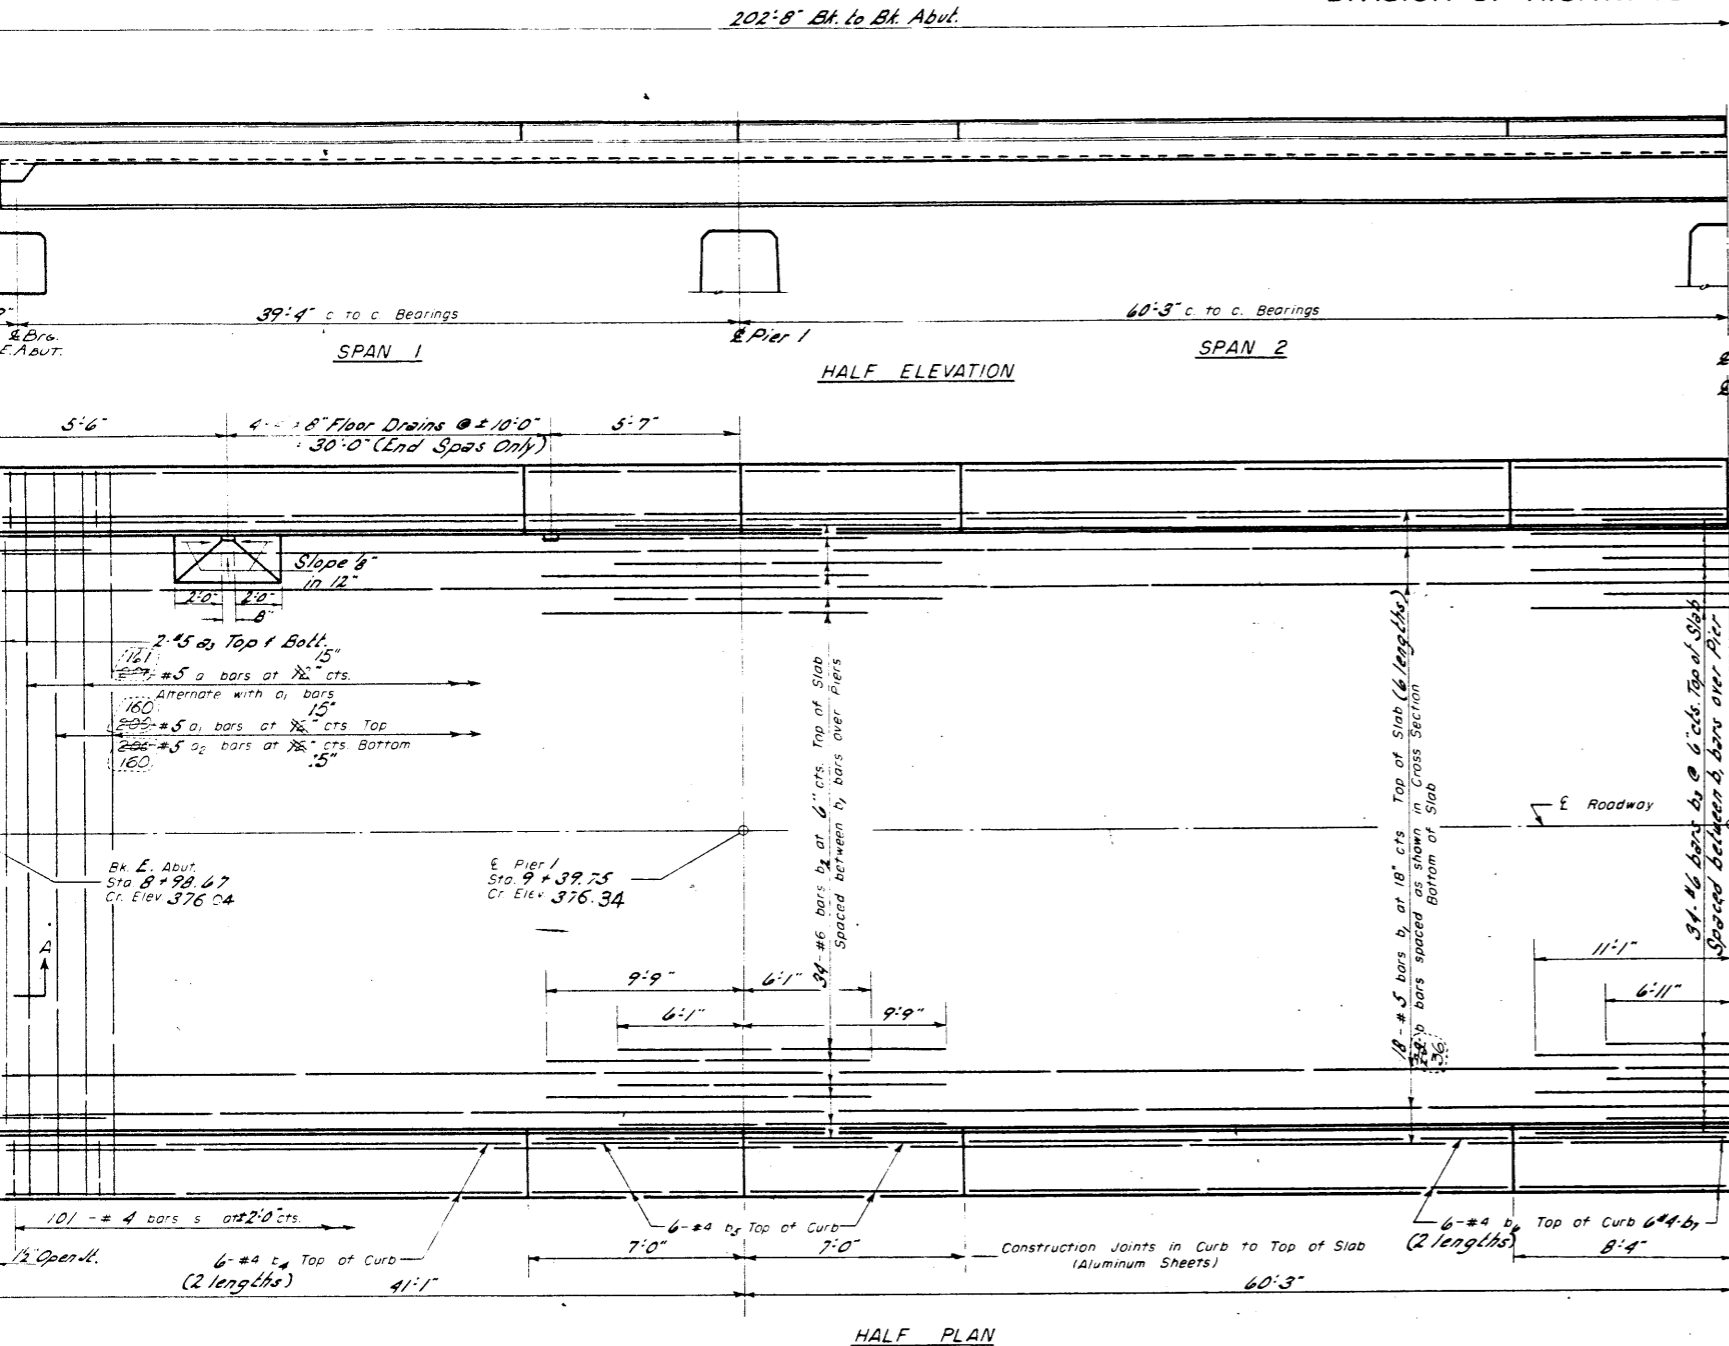 202'-8" Bk. to Bk. Abut.
39'-4" c. to c. Bearings
60'-3" c. to c. Bearings
℄ Brg.
E. ABUT.
℄ Pier 1
SPAN 1
SPAN 2
HALF ELEVATION
5'-6"
8" Floor Drains @ ± 10'-0"
5'-7"
30'-0" (End Spas Only)
Slope 1/8"
in 12"
2'-0" 2'-0"
8"
2-#5 a3 Top & Bott.
161 15"
#5 a bars at 12" cts.
Alternate with a1 bars
160 15"
#5 a1 bars at cts. Top
#5 a2 bars at cts. Bottom
160
34-#6 bars b2 at 6" cts. Top of Slab
Spaced between b1 bars over Piers
18-#5 bars b1 at 18" cts Top of Slab (6 lengths)
b bars spaced as shown in Cross Section
36 Bottom of Slab
34-#6 bars b3 @ 6" cts. Top of Slab
Spaced between b1 bars over Pier
℄ Roadway
Bk. E. Abut.
Sta. 8+98.67
Cr. Elev. 376.04
℄ Pier 1
Sta. 9+39.75
Cr. Elev. 376.34
A
9'-9" 6'-1"
6'-1" 9'-9"
11'-1"
6'-11"
101-#4 bars s at ±2'-0" cts.
Open Jt.
6-#4 b4 Top of Curb
(2 lengths)
6-#4 b5 Top of Curb
7'-0" 7'-0"
Construction Joints in Curb to Top of Slab
(Aluminum Sheets)
6-#4 b6 Top of Curb 6#4-b7
(2 lengths)
8'-4"
41'-1"
60'-3"
HALF PLAN